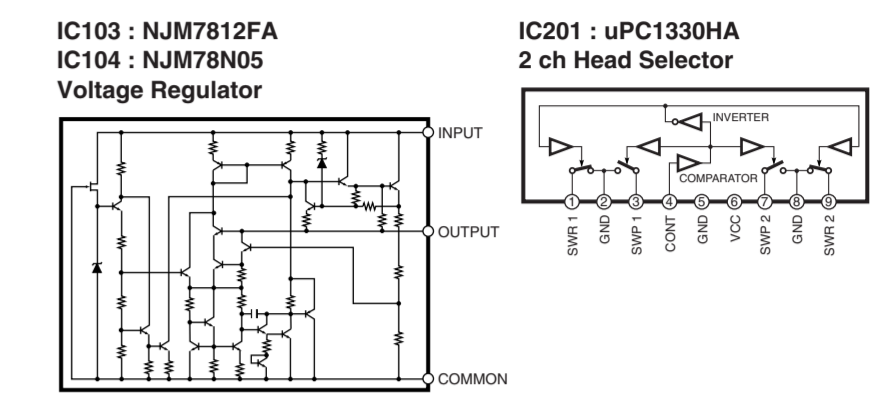 IC103 : NJM7812FA
IC104 : NJM78N05
Voltage Regulator
INPUT
OUTPUT
COMMON
IC201 : uPC1330HA
2 ch Head Selector
INVERTER
COMPARATOR
1 2 3 4 5 6 7 8 9
SWR 1
GND
SWP 1
CONT
GND
VCC
SWP 2
GND
SWR 2